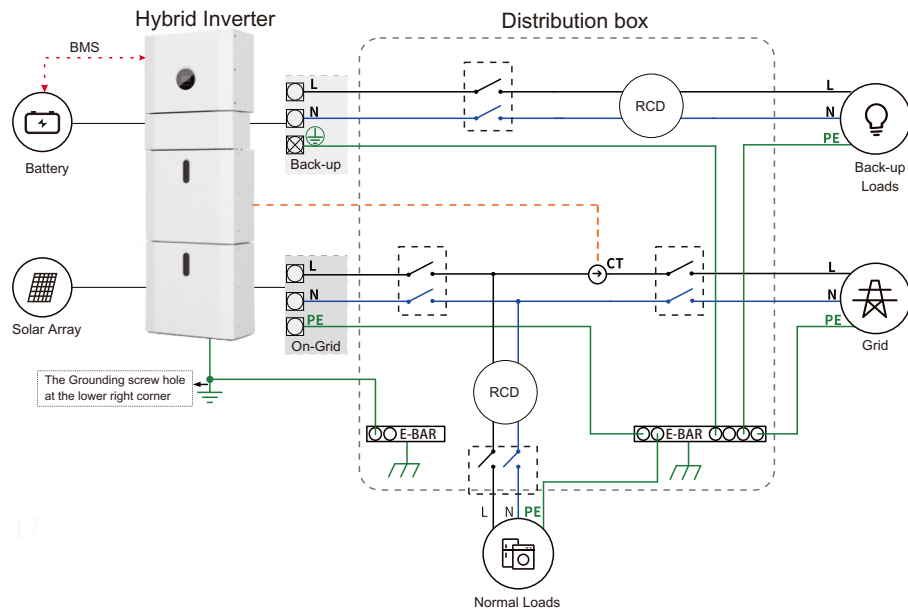 Hybrid Inverter
Distribution box
BMS
L
N
Back-up
RCD
L
N
PE
Battery
Back-up
Loads
CT
L
N
PE
On-Grid
L
N
PE
Solar Array
Grid
The Grounding screw hole
at the lower right corner
RCD
E-BAR
E-BAR
L N PE
17
Normal Loads